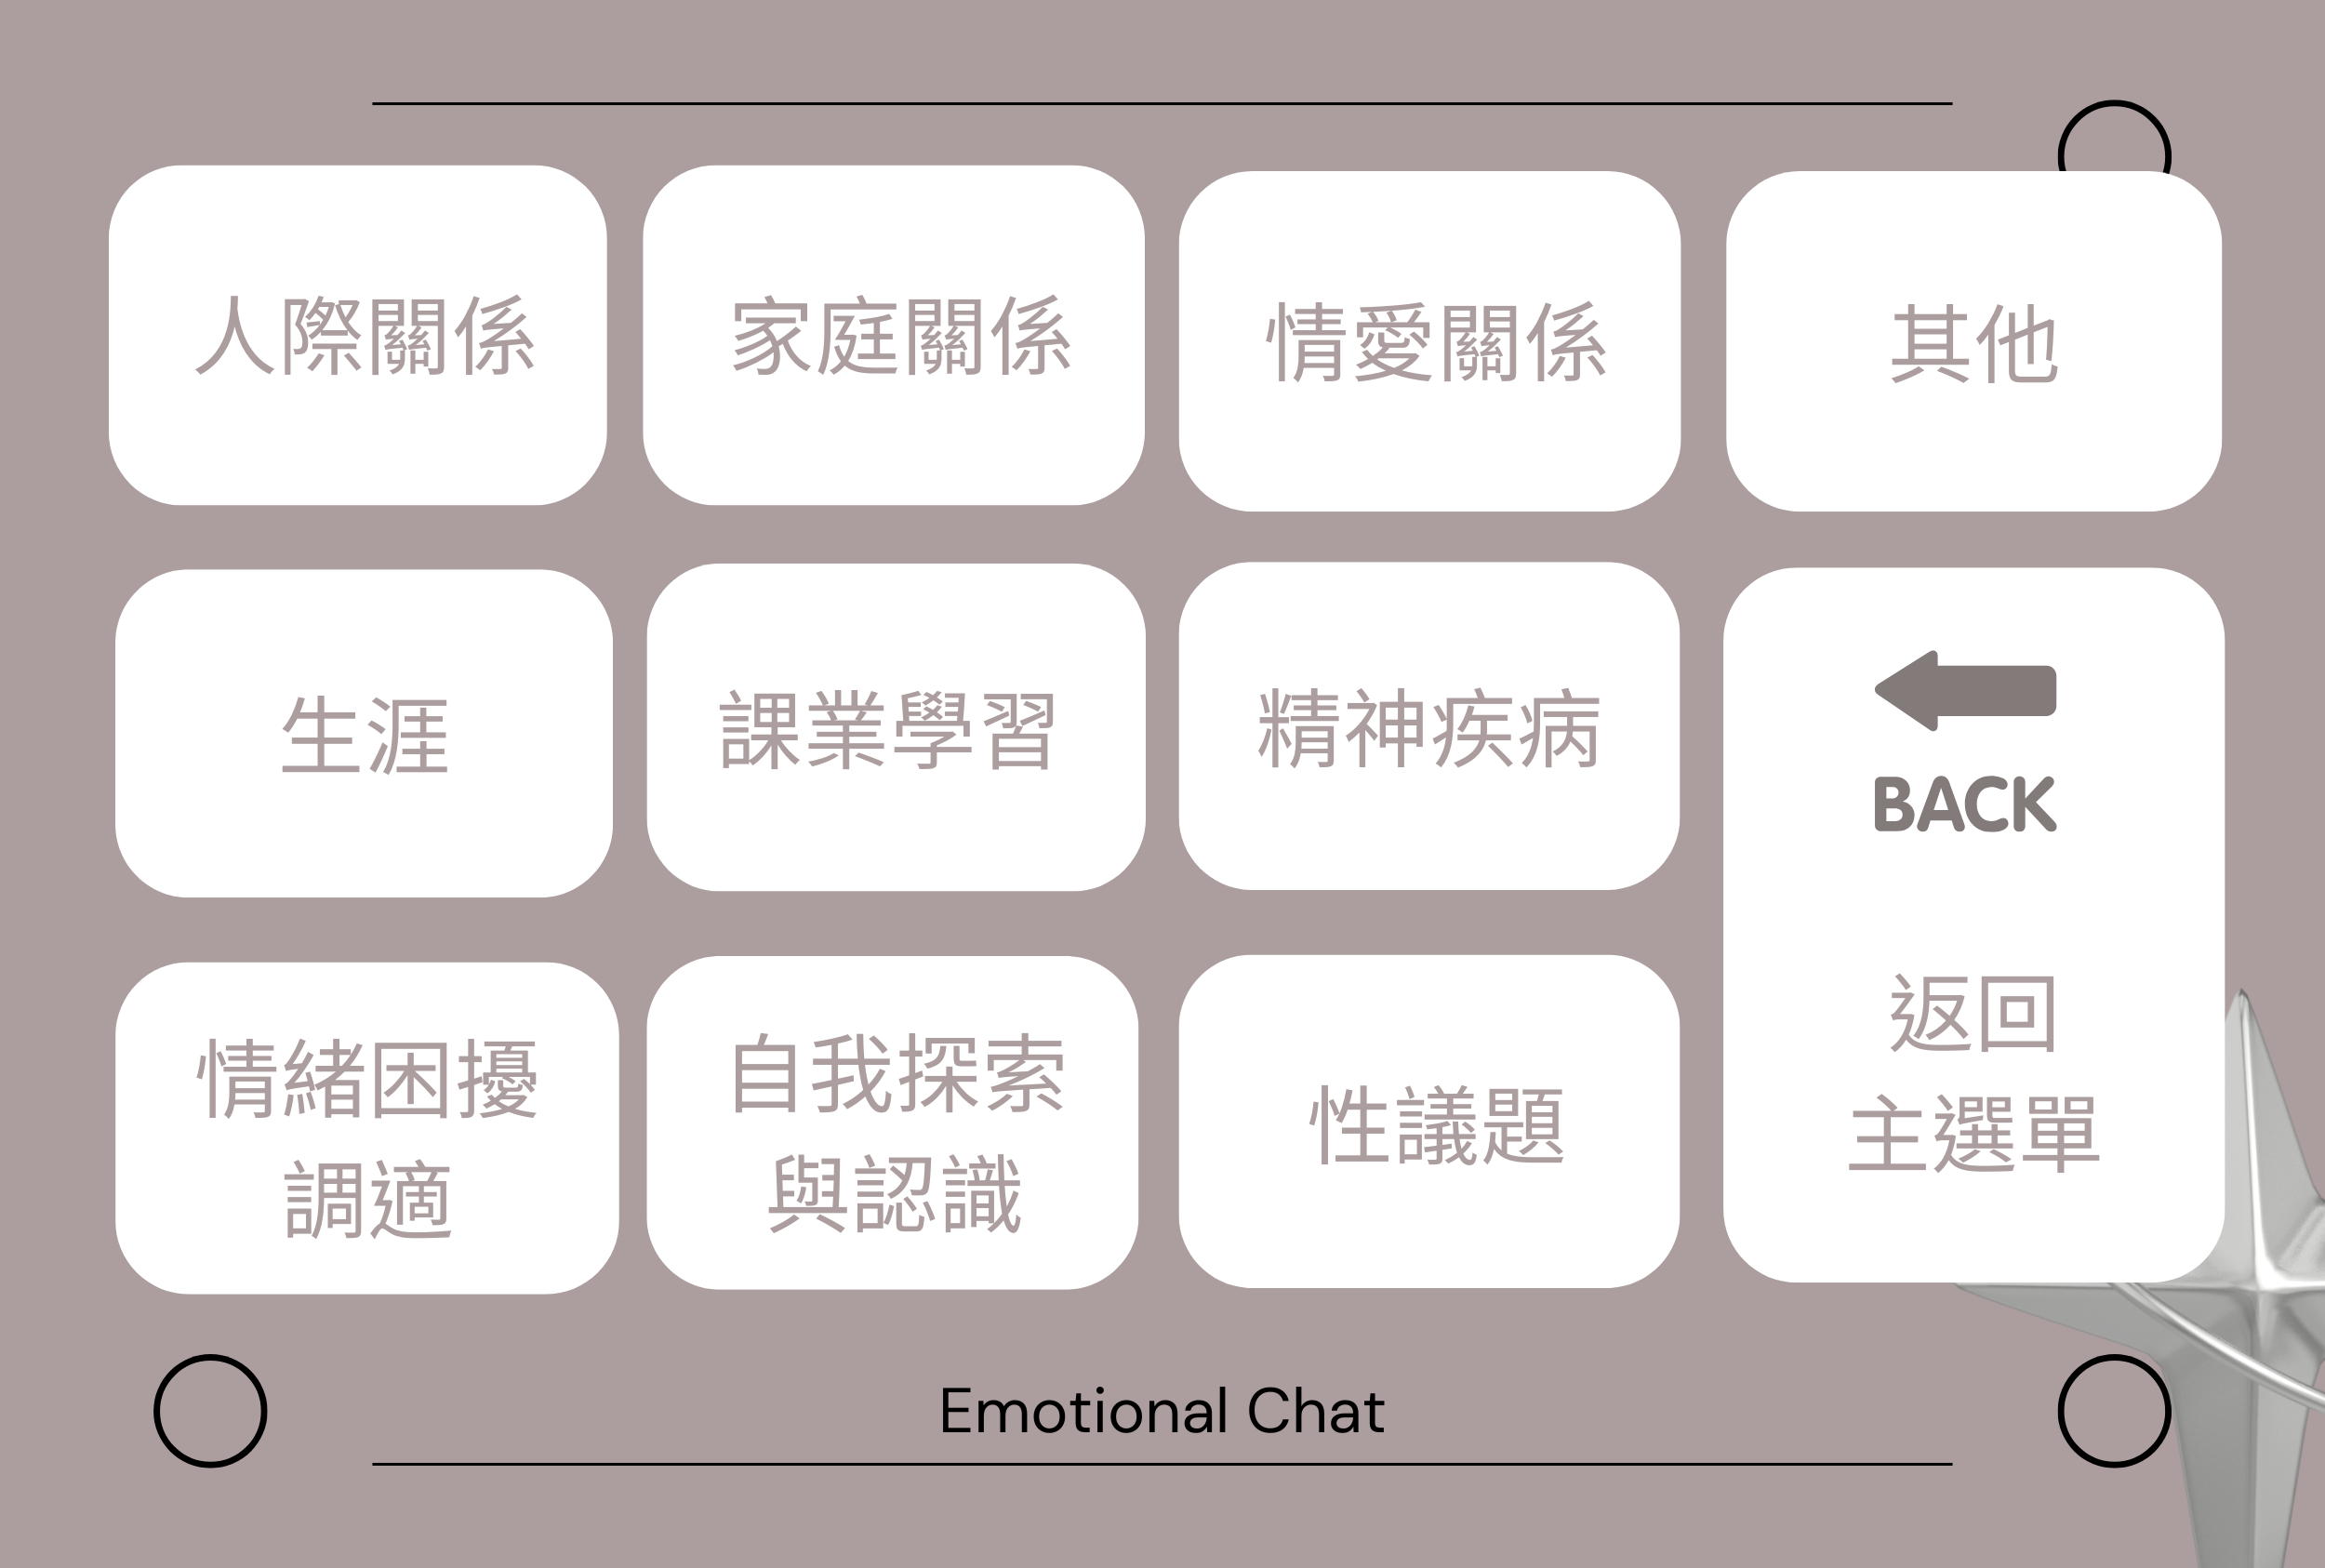 人際關係
家庭關係
情愛關係
其他
生涯
課業學習
精神疾病
BACK
返回
主選單
情緒困擾
調適
自我探索
與認識
性議題
Emotional Chat